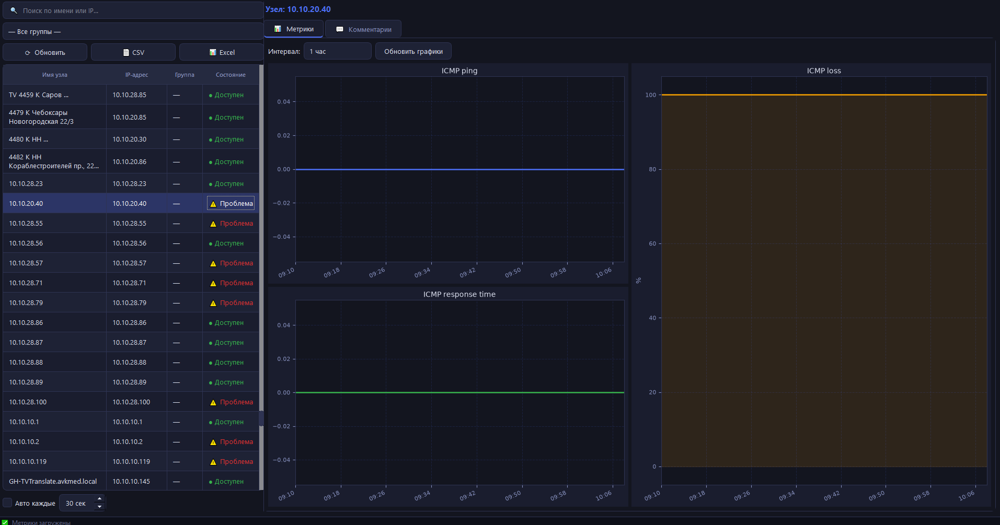 Поиск по имени или IP...
— Все группы —
Обновить
CSV
Excel
Имя узла IP-адрес Группа Состояние
TV 4459 К Саров ... 10.10.28.85 — Доступен
4479 К Чебоксары
Новогородская 22/3 10.10.20.85 — Доступен
4480 К НН ... 10.10.20.30 — Доступен
4482 К НН
Кораблестроителей пр., 22... 10.10.20.86 — Доступен
10.10.28.23 10.10.28.23 — Доступен
10.10.20.40 10.10.20.40 — Проблема
10.10.28.55 10.10.28.55 — Проблема
10.10.28.56 10.10.28.56 — Доступен
10.10.28.57 10.10.28.57 — Проблема
10.10.28.71 10.10.28.71 — Проблема
10.10.28.79 10.10.28.79 — Проблема
10.10.28.86 10.10.28.86 — Доступен
10.10.28.87 10.10.28.87 — Доступен
10.10.28.88 10.10.28.88 — Доступен
10.10.28.89 10.10.28.89 — Доступен
10.10.28.100 10.10.28.100 — Проблема
10.10.10.1 10.10.10.1 — Доступен
10.10.10.2 10.10.10.2 — Проблема
10.10.10.119 10.10.10.119 — Проблема
GH-TVTranslate.avkmed.local 10.10.10.145 — Доступен
Авто каждые 30 сек
Метрики загружены
Узел: 10.10.20.40
Метрики
Комментарии
Интервал: 1 час Обновить графики
ICMP ping
0.04
0.02
0.00
−0.02
−0.04
09:10 09:18 09:26 09:34 09:42 09:50 09:58 10:06
ICMP response time
0.04
0.02
0.00
−0.02
−0.04
09:10 09:18 09:26 09:34 09:42 09:50 09:58 10:06
ICMP loss
%
100
80
60
40
20
0
09:10 09:18 09:26 09:34 09:42 09:50 09:58 10:06